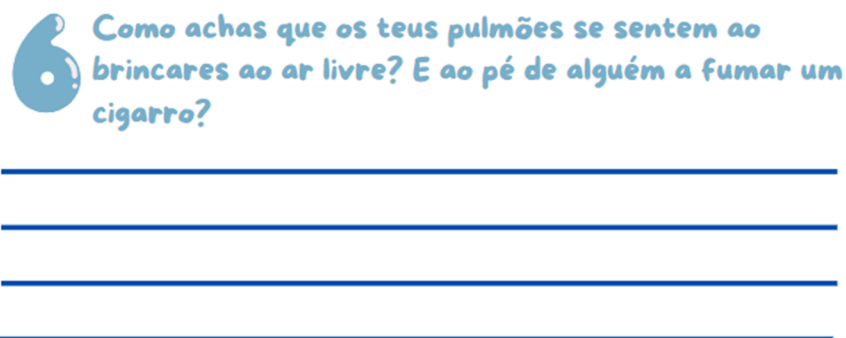 6 Como achas que os teus pulmões se sentem ao
brincares ao ar livre? E ao pé de alguém a fumar um
cigarro?